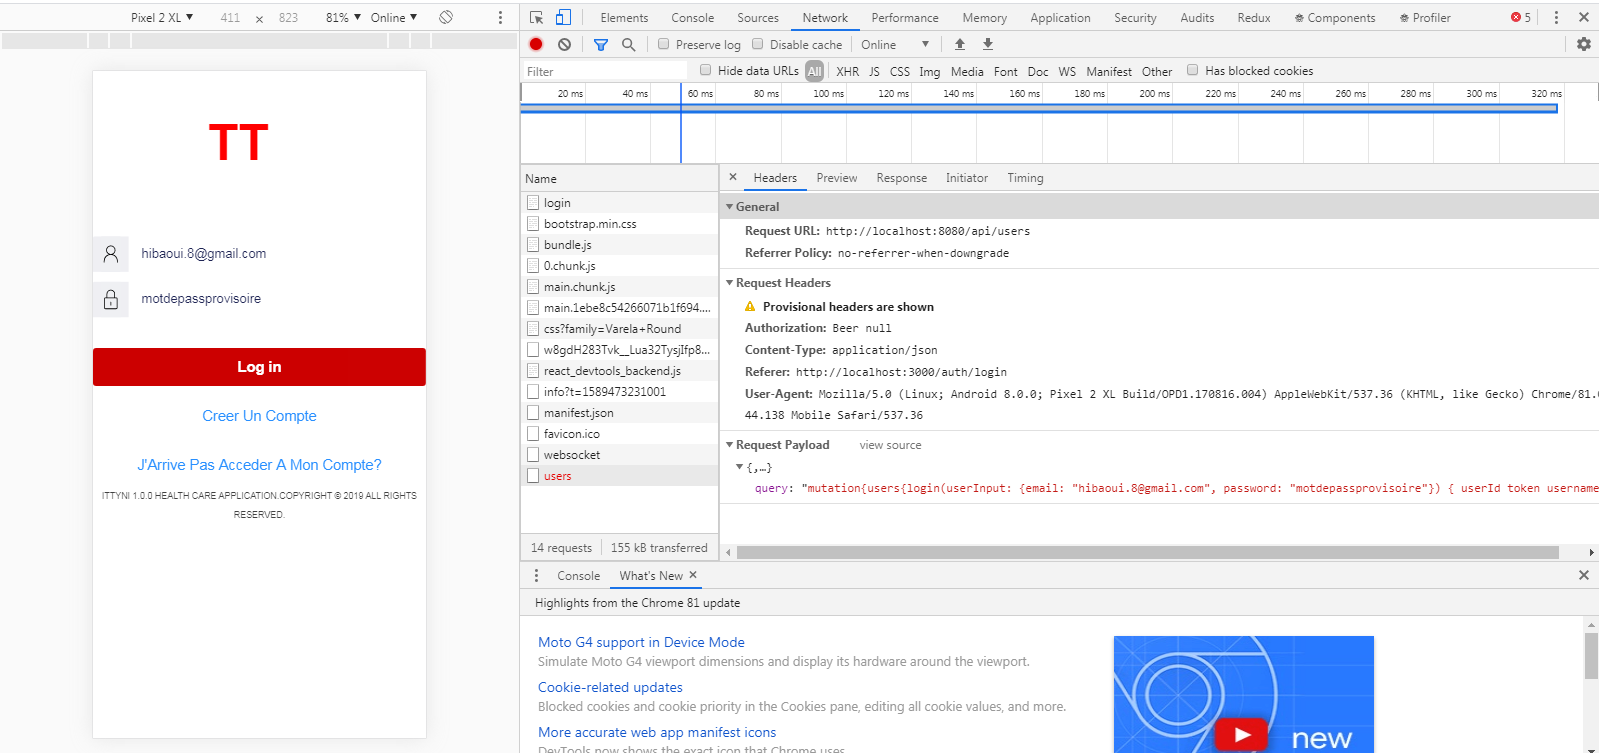 Pixel 2 XL ▼ 411 × 823 81% ▼ Online ▼
TT
hibaoui.8@gmail.com
motdepassprovisoire
Log in
Creer Un Compte
J'Arrive Pas Acceder A Mon Compte?
ITTYNI 1.0.0 HEALTH CARE APPLICATION.COPYRIGHT © 2019 ALL RIGHTS
RESERVED.
Elements Console Sources Network Performance Memory Application Security Audits Redux Components Profiler 5
Preserve log Disable cache Online ▼
Filter Hide data URLs All XHR JS CSS Img Media Font Doc WS Manifest Other Has blocked cookies
20 ms 40 ms 60 ms 80 ms 100 ms 120 ms 140 ms 160 ms 180 ms 200 ms 220 ms 240 ms 260 ms 280 ms 300 ms 320 ms
Name
login
bootstrap.min.css
bundle.js
0.chunk.js
main.chunk.js
main.1ebe8c54266071b1f694....
css?family=Varela+Round
w8gdH283Tvk__Lua32TysjIfp8...
react_devtools_backend.js
info?t=1589473231001
manifest.json
favicon.ico
websocket
users
14 requests 155 kB transferred
× Headers Preview Response Initiator Timing
General
Request URL: http://localhost:8080/api/users
Referrer Policy: no-referrer-when-downgrade
Request Headers
Provisional headers are shown
Authorization: Beer null
Content-Type: application/json
Referer: http://localhost:3000/auth/login
User-Agent: Mozilla/5.0 (Linux; Android 8.0.0; Pixel 2 XL Build/OPD1.170816.004) AppleWebKit/537.36 (KHTML, like Gecko) Chrome/81.0
44.138 Mobile Safari/537.36
Request Payload view source
{,…}
query: "mutation{users{login(userInput: {email: "hibaoui.8@gmail.com", password: "motdepassprovisoire"}) { userId token username
Console What's New ×
Highlights from the Chrome 81 update
Moto G4 support in Device Mode
Simulate Moto G4 viewport dimensions and display its hardware around the viewport.
Cookie-related updates
Blocked cookies and cookie priority in the Cookies pane, editing all cookie values, and more.
More accurate web app manifest icons
DevTools now shows the exact icon that Chrome uses.
new